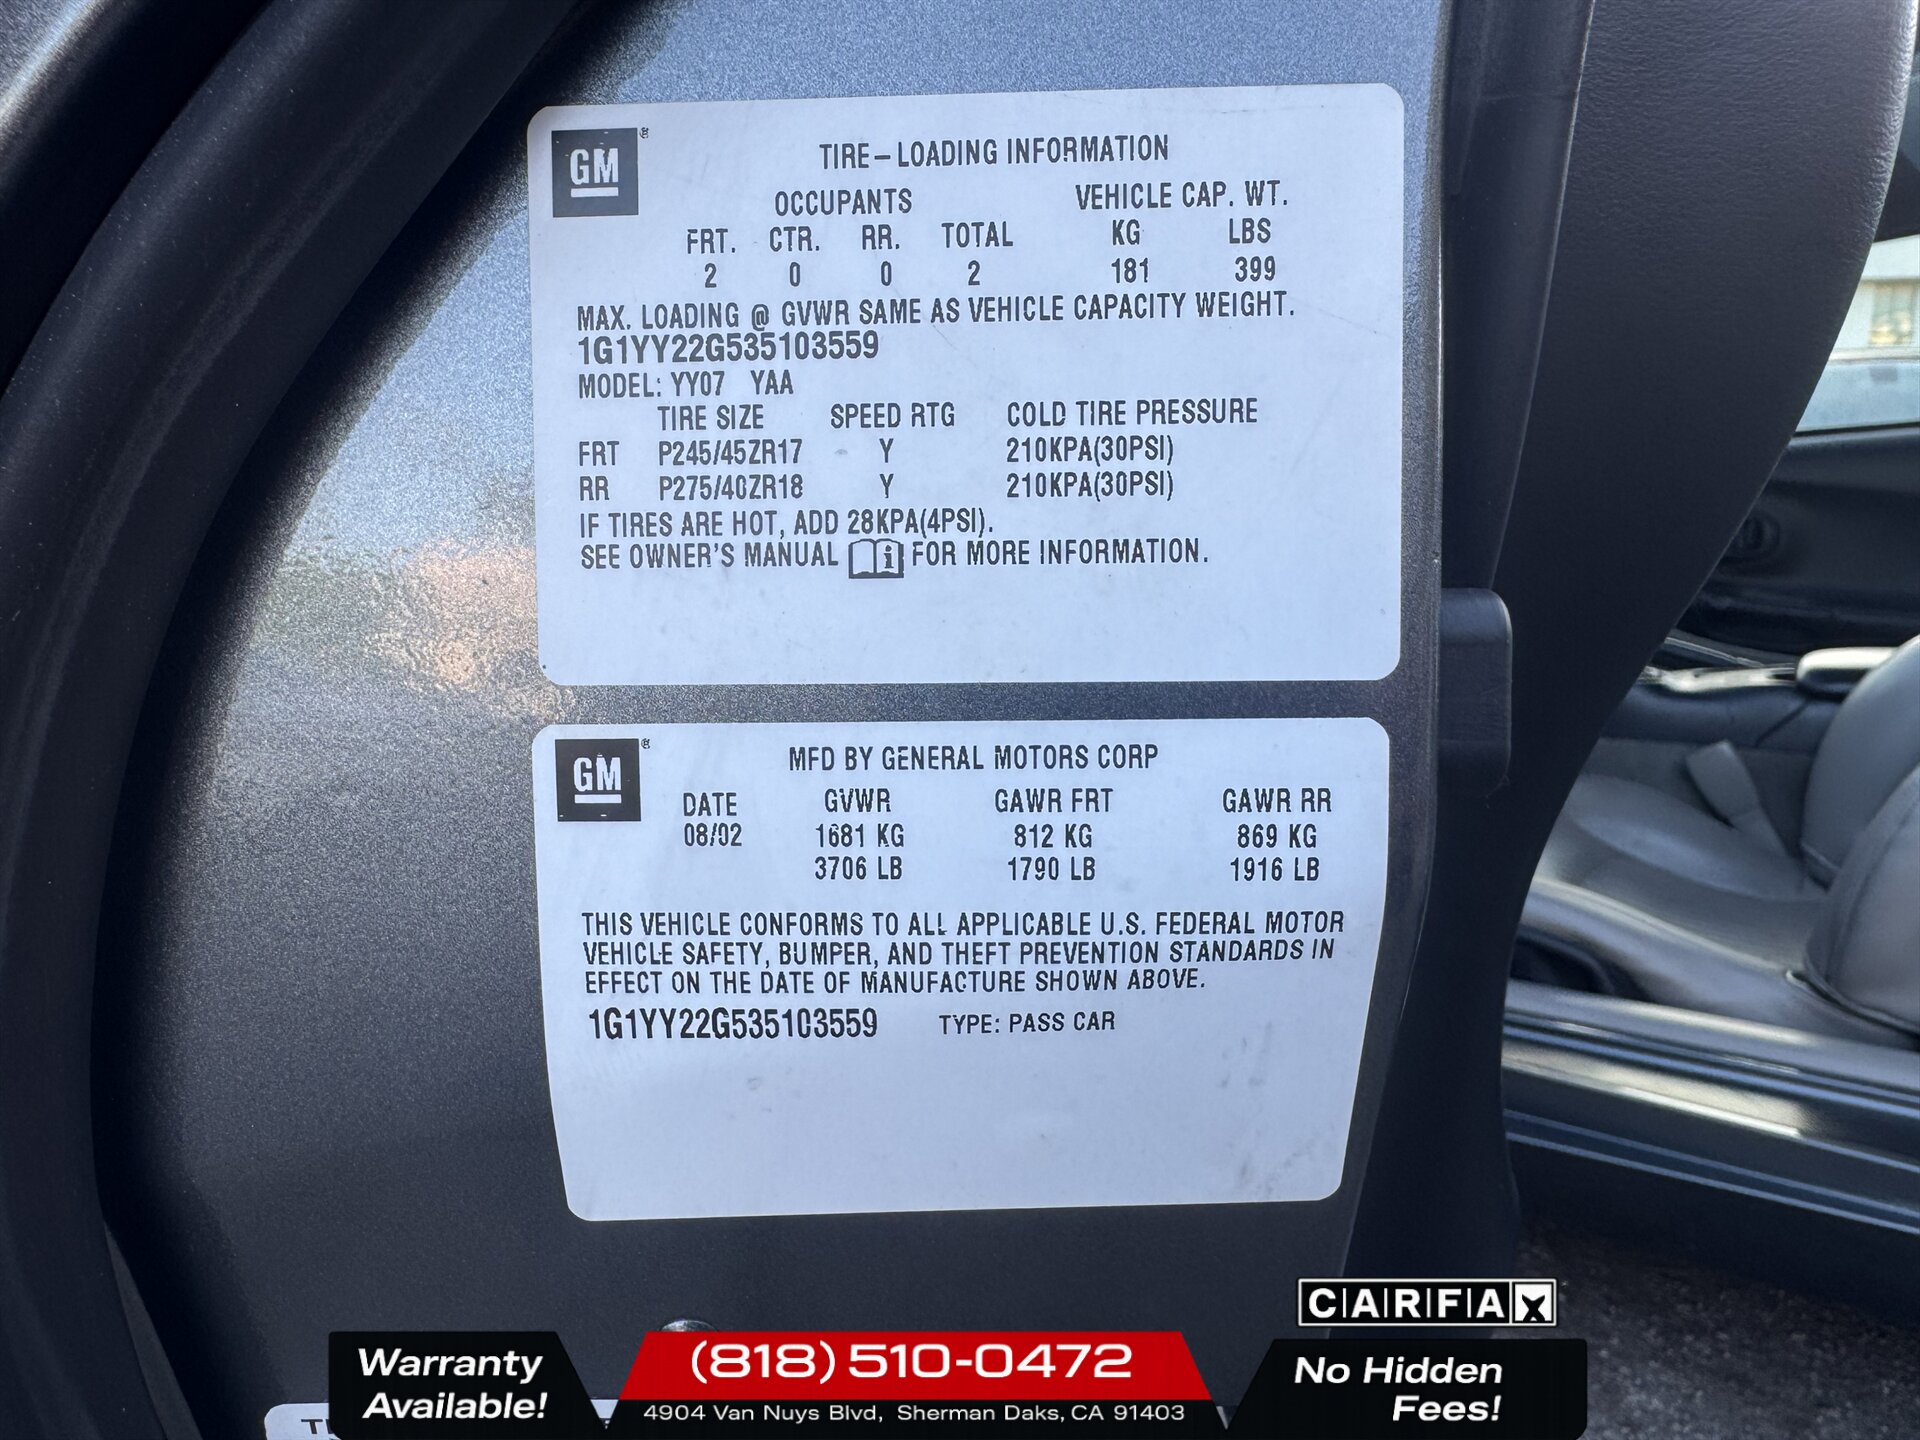 GM®
TIRE-LOADING INFORMATION
OCCUPANTS VEHICLE CAP. WT.
FRT. CTR. RR. TOTAL KG LBS
2 0 0 2 181 399
MAX. LOADING @ GVWR SAME AS VEHICLE CAPACITY WEIGHT.
1G1YY22G535103559
MODEL: YY07 YAA
TIRE SIZE SPEED RTG COLD TIRE PRESSURE
FRT P245/45ZR17 Y 210KPA(30PSI)
RR P275/40ZR18 Y 210KPA(30PSI)
IF TIRES ARE HOT, ADD 28KPA(4PSI).
SEE OWNER'S MANUAL i FOR MORE INFORMATION.
GM®
MFD BY GENERAL MOTORS CORP
DATE GVWR GAWR FRT GAWR RR
08/02 1681 KG 812 KG 869 KG
3706 LB 1790 LB 1916 LB
THIS VEHICLE CONFORMS TO ALL APPLICABLE U.S. FEDERAL MOTOR
VEHICLE SAFETY, BUMPER, AND THEFT PREVENTION STANDARDS IN
EFFECT ON THE DATE OF MANUFACTURE SHOWN ABOVE.
1G1YY22G535103559 TYPE: PASS CAR
CARFAX
Warranty
Available!
(818) 510-0472
4904 Van Nuys Blvd, Sherman Oaks, CA 91403
No Hidden
Fees!